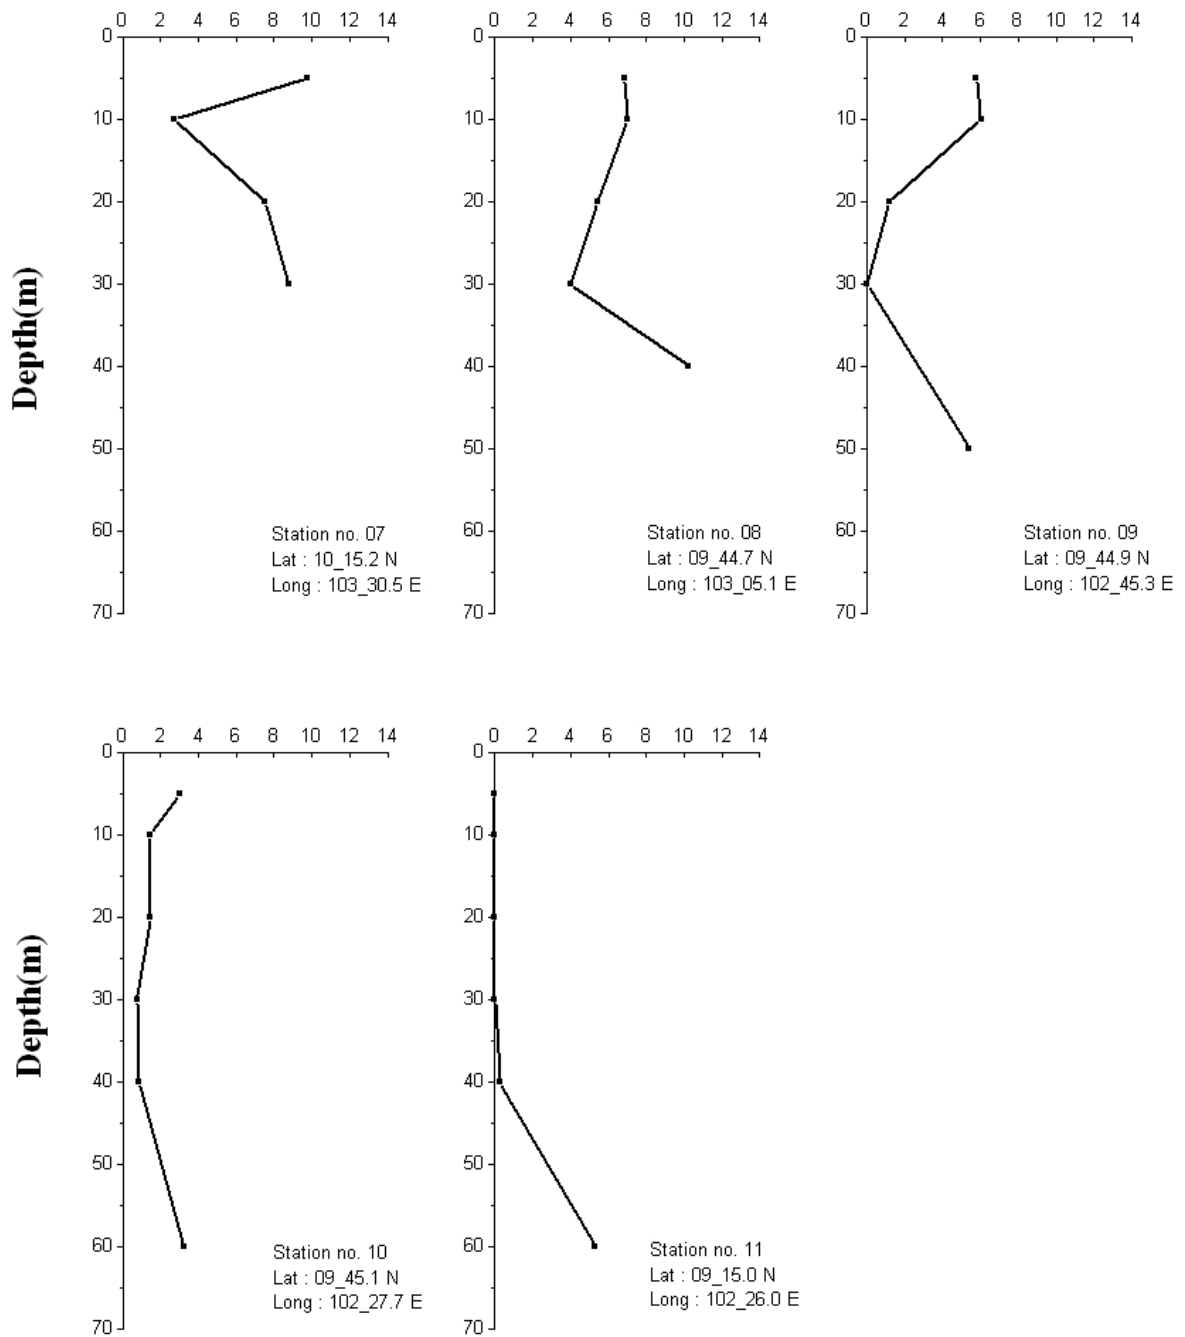 0 2 4 6 8 10 12 14
0
10
20
30
40
50
60
70
Station no. 07
Lat : 10_15.2 N
Long : 103_30.5 E
0 2 4 6 8 10 12 14
0
10
20
30
40
50
60
70
Station no. 08
Lat : 09_44.7 N
Long : 103_05.1 E
0 2 4 6 8 10 12 14
0
10
20
30
40
50
60
70
Station no. 09
Lat : 09_44.9 N
Long : 102_45.3 E
Depth(m)
0 2 4 6 8 10 12 14
0
10
20
30
40
50
60
70
Station no. 10
Lat : 09_45.1 N
Long : 102_27.7 E
0 2 4 6 8 10 12 14
0
10
20
30
40
50
60
70
Station no. 11
Lat : 09_15.0 N
Long : 102_26.0 E
Depth(m)